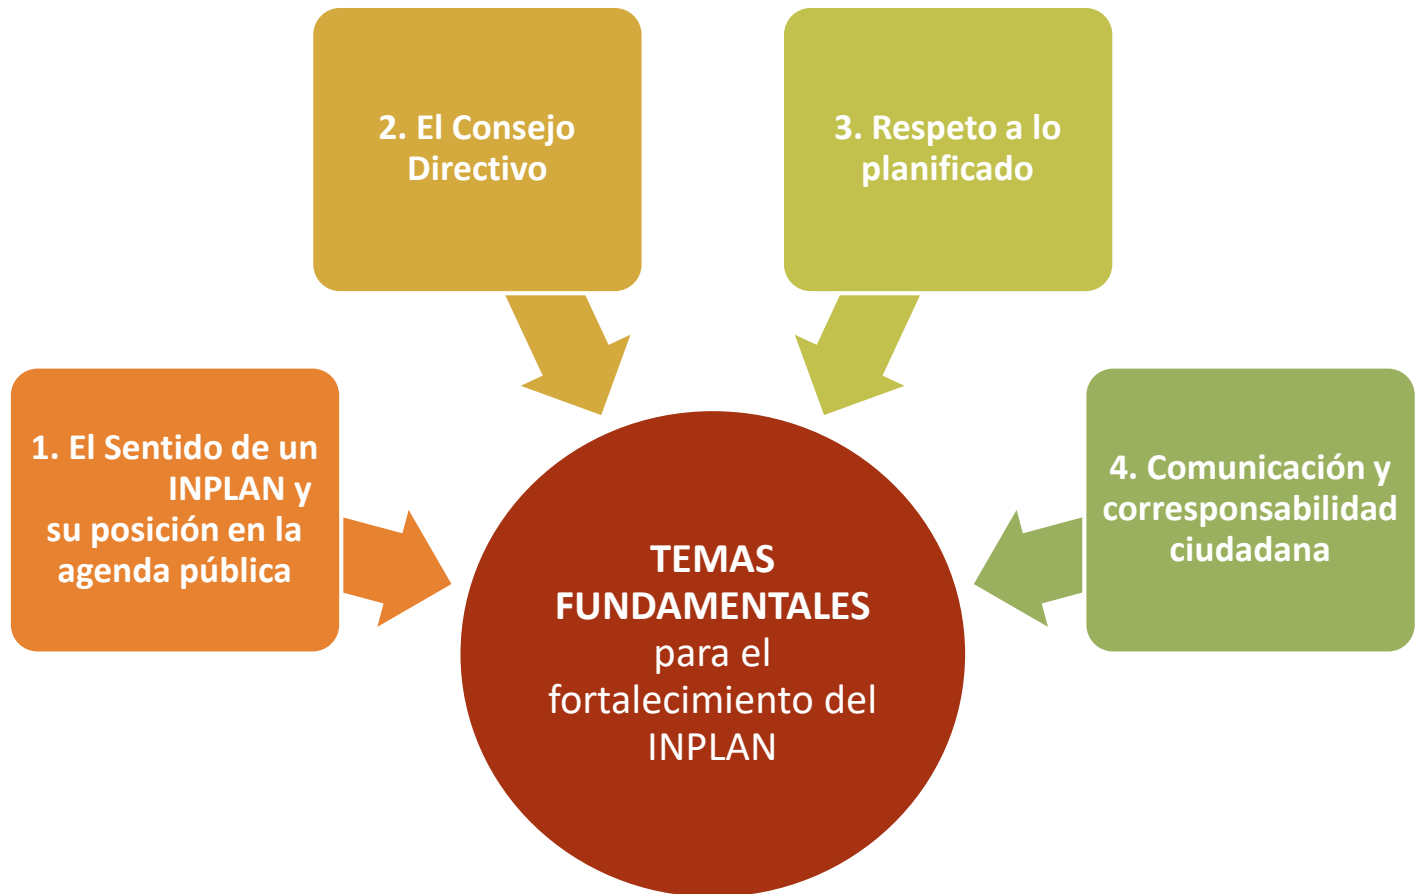 1. El Sentido de un
INPLAN y
su posición en la
agenda pública
2. El Consejo
Directivo
3. Respeto a lo
planificado
4. Comunicación y
corresponsabilidad
ciudadana
TEMAS
FUNDAMENTALES
para el
fortalecimiento del
INPLAN